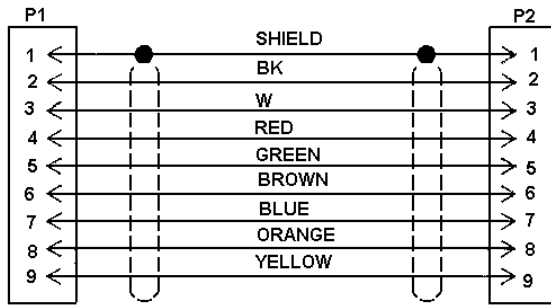 P1 P2
1 SHIELD 1
2 BK 2
3 W 3
4 RED 4
5 GREEN 5
6 BROWN 6
7 BLUE 7
8 ORANGE 8
9 YELLOW 9